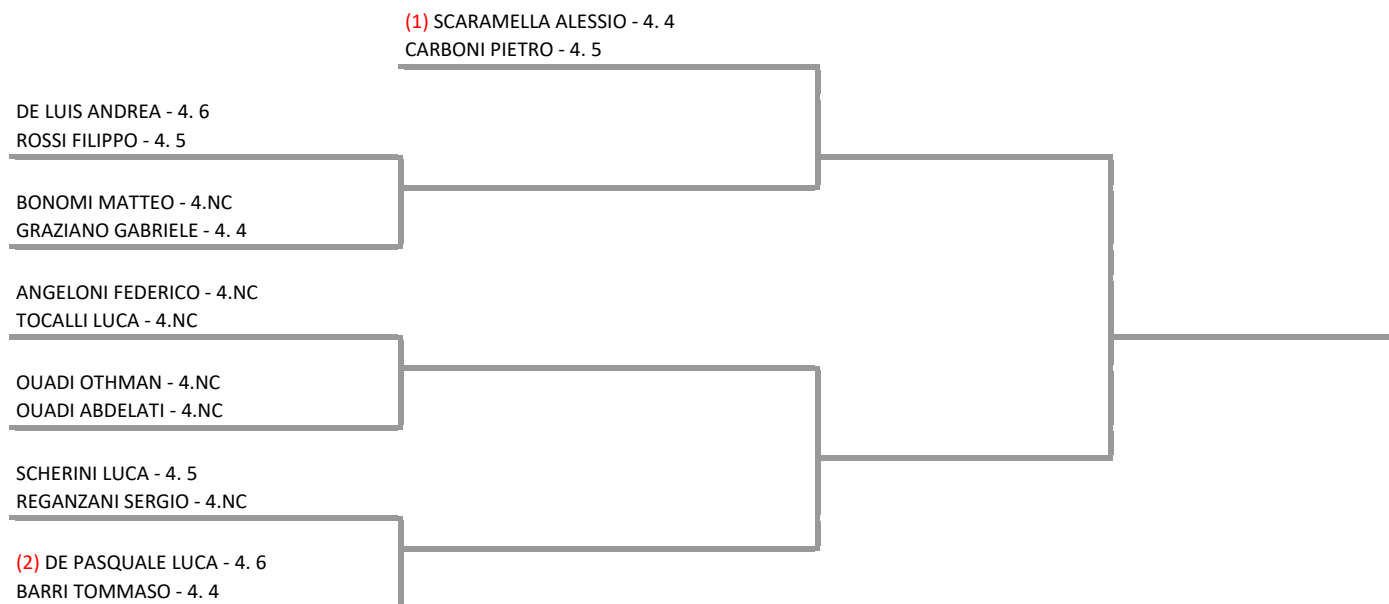 (1) SCARAMELLA ALESSIO - 4. 4
CARBONI PIETRO - 4. 5
DE LUIS ANDREA - 4. 6
ROSSI FILIPPO - 4. 5
BONOMI MATTEO - 4.NC
GRAZIANO GABRIELE - 4. 4
ANGELONI FEDERICO - 4.NC
TOCALLI LUCA - 4.NC
OUADI OTHMAN - 4.NC
OUADI ABDELATI - 4.NC
SCHERINI LUCA - 4. 5
REGANZANI SERGIO - 4.NC
(2) DE PASQUALE LUCA - 4. 6
BARRI TOMMASO - 4. 4